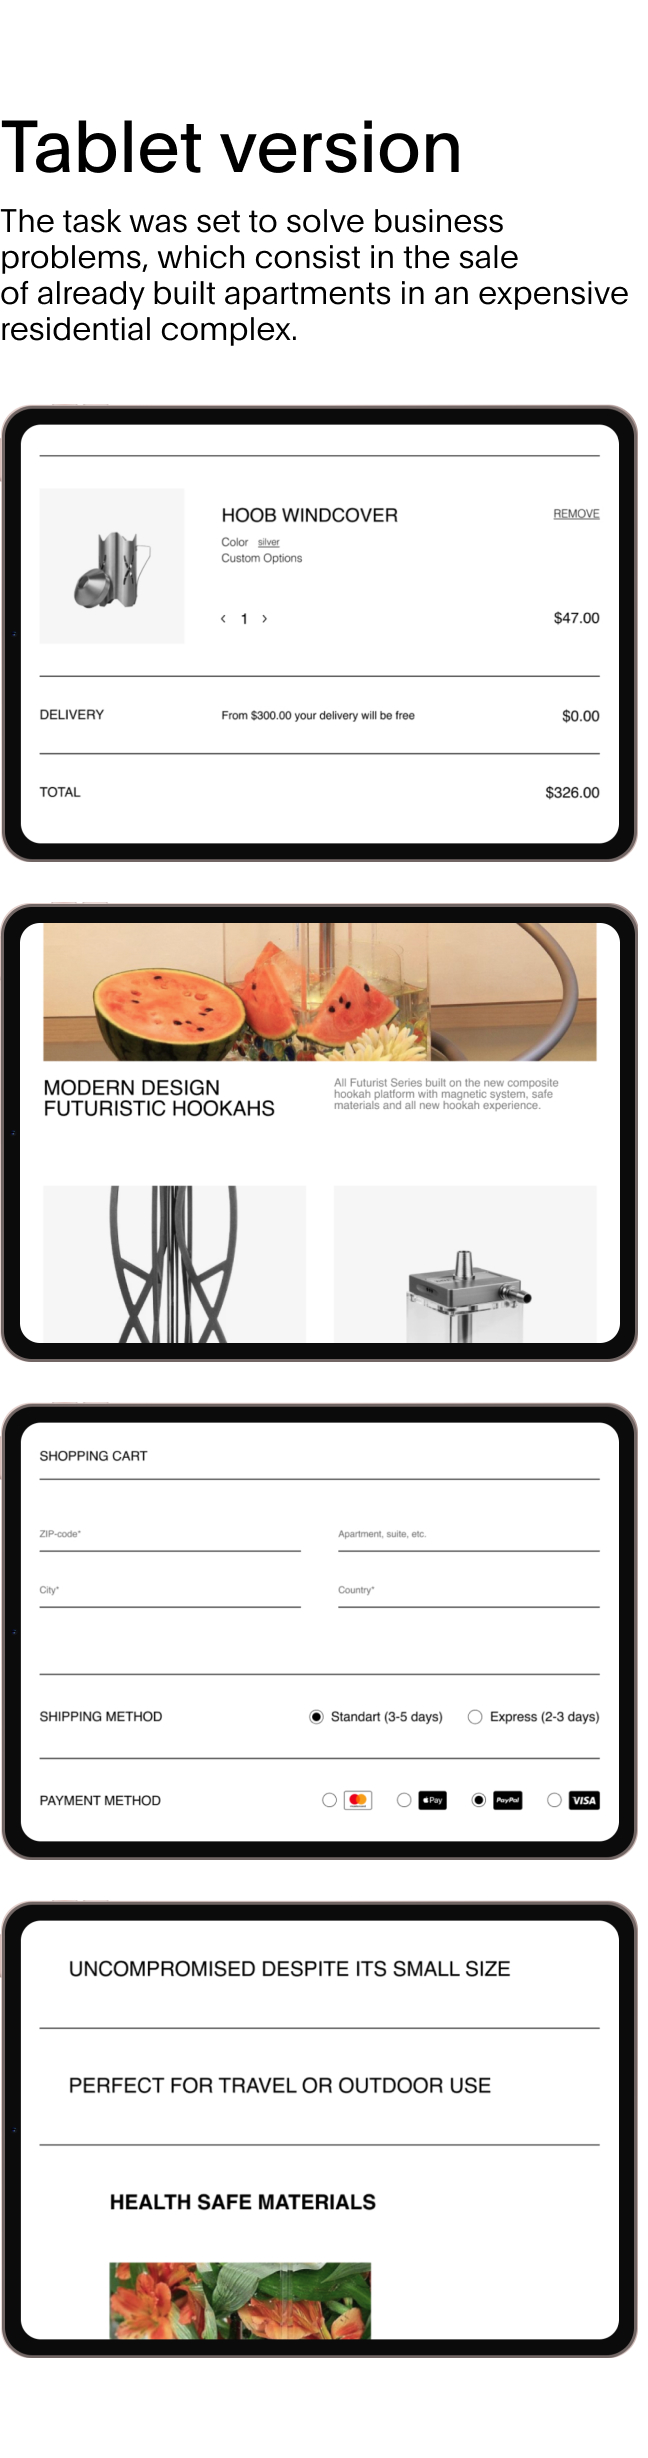 Tablet version
The task was set to solve business
problems, which consist in the sale
of already built apartments in an expensive
residential complex.
HOOB WINDCOVER
REMOVE
Color silver
Custom Options
‹ 1 ›
$47.00
DELIVERY
From $300.00 your delivery will be free
$0.00
TOTAL
$326.00
MODERN DESIGN
FUTURISTIC HOOKAHS
All Futurist Series built on the new composite
hookah platform with magnetic system, safe
materials and all new hookah experience.
SHOPPING CART
ZIP-code*
Apartment, suite, etc.
City*
Country*
SHIPPING METHOD
Standart (3-5 days)
Express (2-3 days)
PAYMENT METHOD
Pay
PayPal
VISA
UNCOMPROMISED DESPITE ITS SMALL SIZE
PERFECT FOR TRAVEL OR OUTDOOR USE
HEALTH SAFE MATERIALS